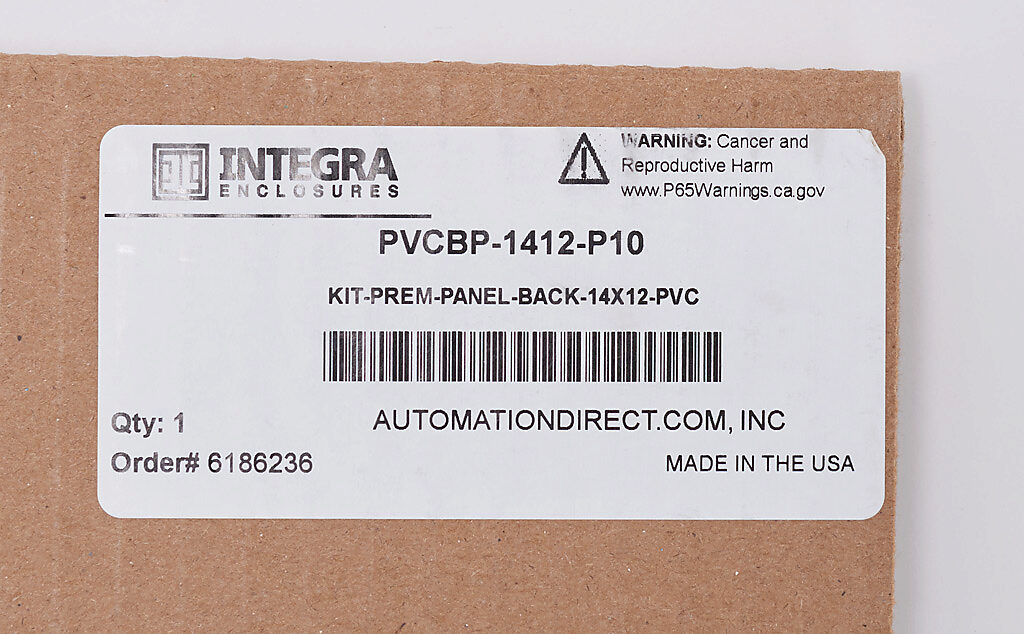 INTEGRA
ENCLOSURES
WARNING: Cancer and
Reproductive Harm
www.P65Warnings.ca.gov
PVCBP-1412-P10
KIT-PREM-PANEL-BACK-14X12-PVC
Qty: 1
AUTOMATIONDIRECT.COM, INC
Order# 6186236
MADE IN THE USA